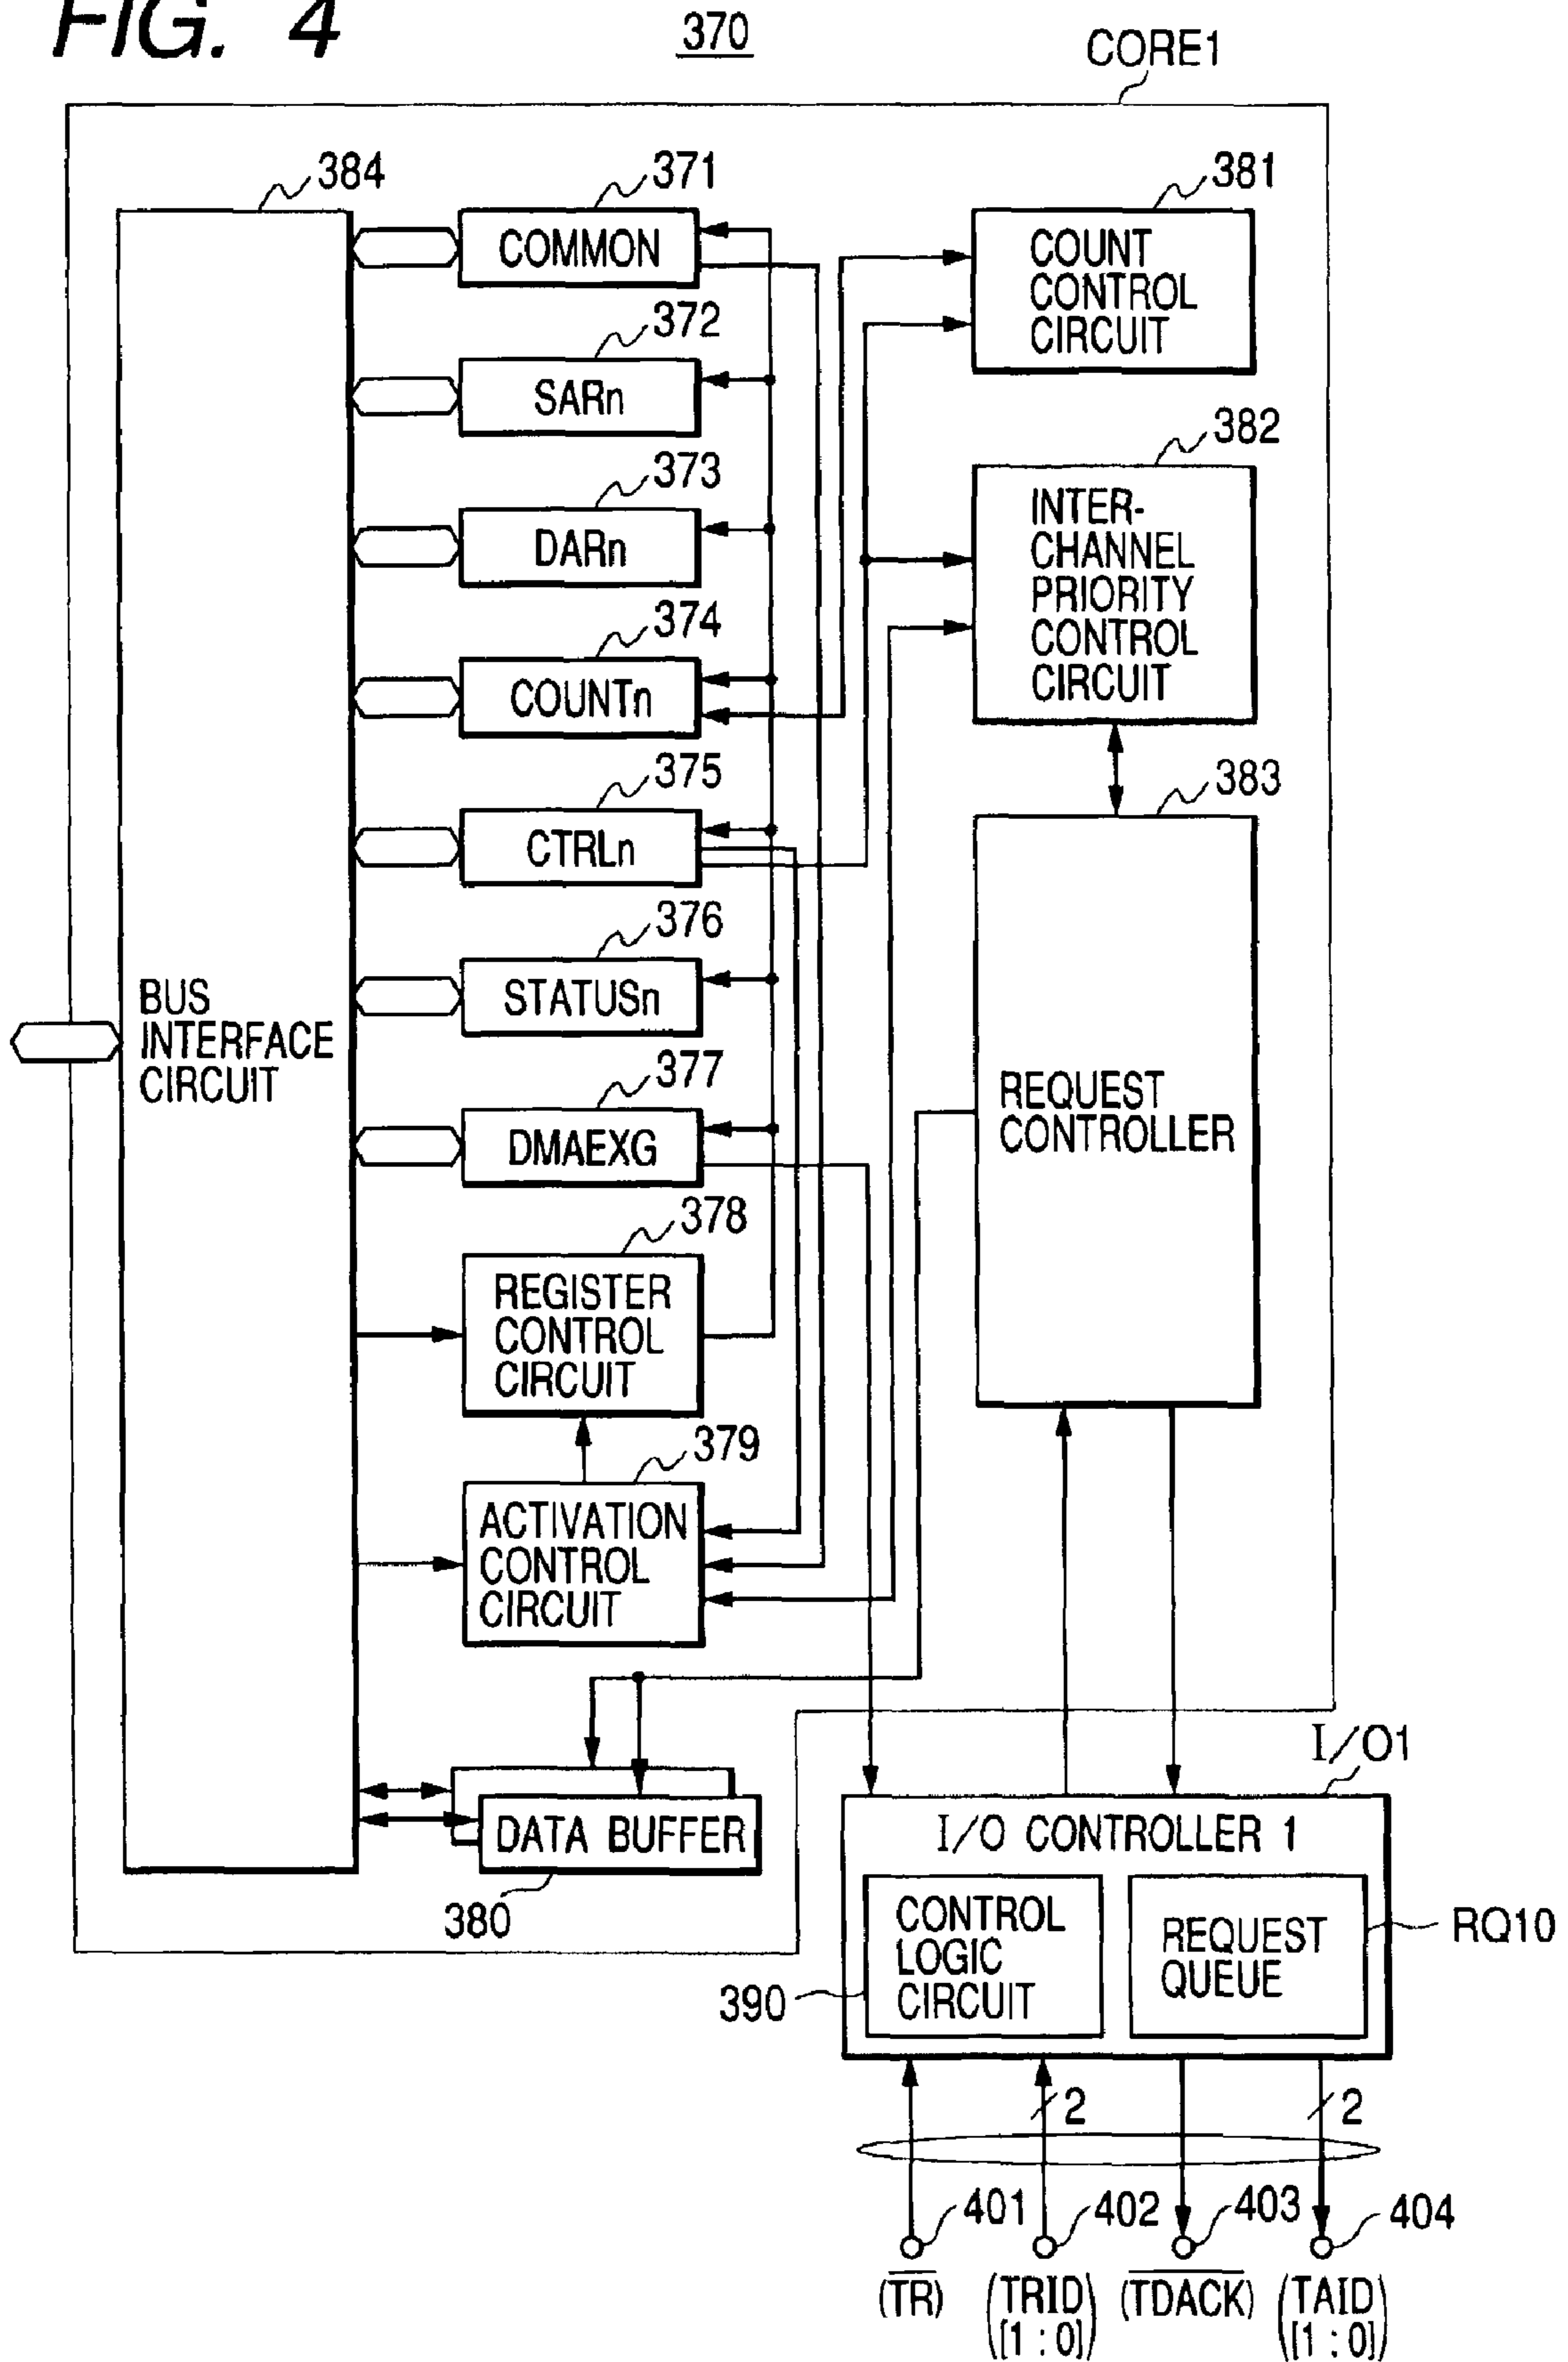 FIG. 4
370
CORE1
384
371
COMMON
381
COUNT
CONTROL
CIRCUIT
372
SARn
373
DARn
382
INTER-
CHANNEL
PRIORITY
CONTROL
CIRCUIT
374
COUNTn
375
CTRLn
383
REQUEST
CONTROLLER
376
STATUSn
BUS
INTERFACE
CIRCUIT
377
DMAEXG
378
REGISTER
CONTROL
CIRCUIT
379
ACTIVATION
CONTROL
CIRCUIT
DATA BUFFER
380
I/O1
I/O CONTROLLER 1
CONTROL
LOGIC
CIRCUIT
390
REQUEST
QUEUE
RQ10
2
2
401
402
403
404
(T̅R̅)
(TRID
[1 : 0])
(T̅D̅A̅C̅K̅)
(TAID
[1 : 0])